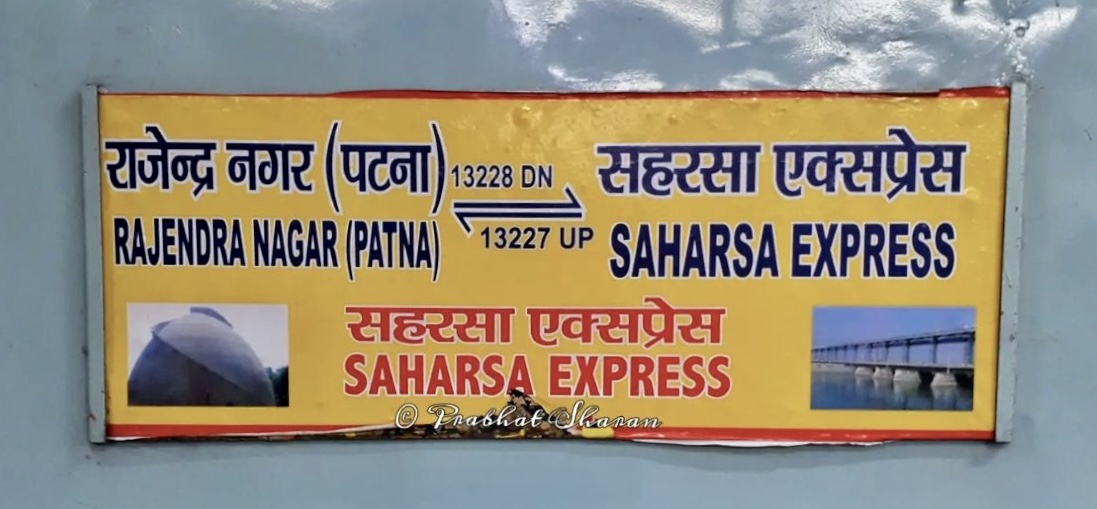 राजेन्द्र नगर (पटना) 13228 DN सहरसा एक्सप्रेस
RAJENDRA NAGAR (PATNA) 13227 UP SAHARSA EXPRESS
सहरसा एक्सप्रेस
SAHARSA EXPRESS
© Prabhat Sharan